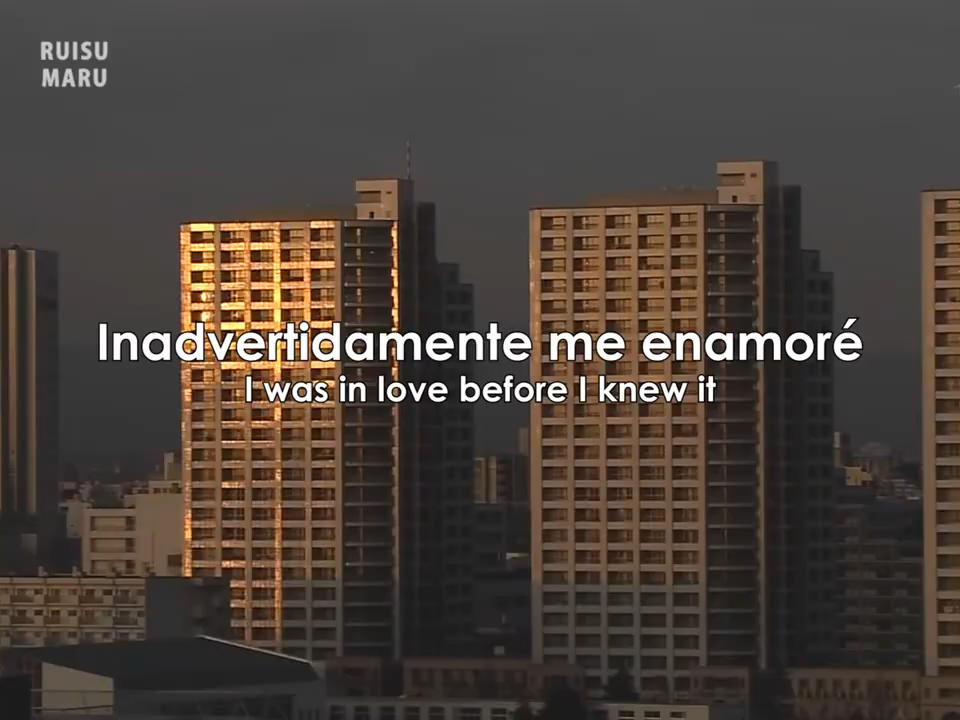 RUISU
MARU
Inadvertidamente me enamoré
I was in love before I knew it